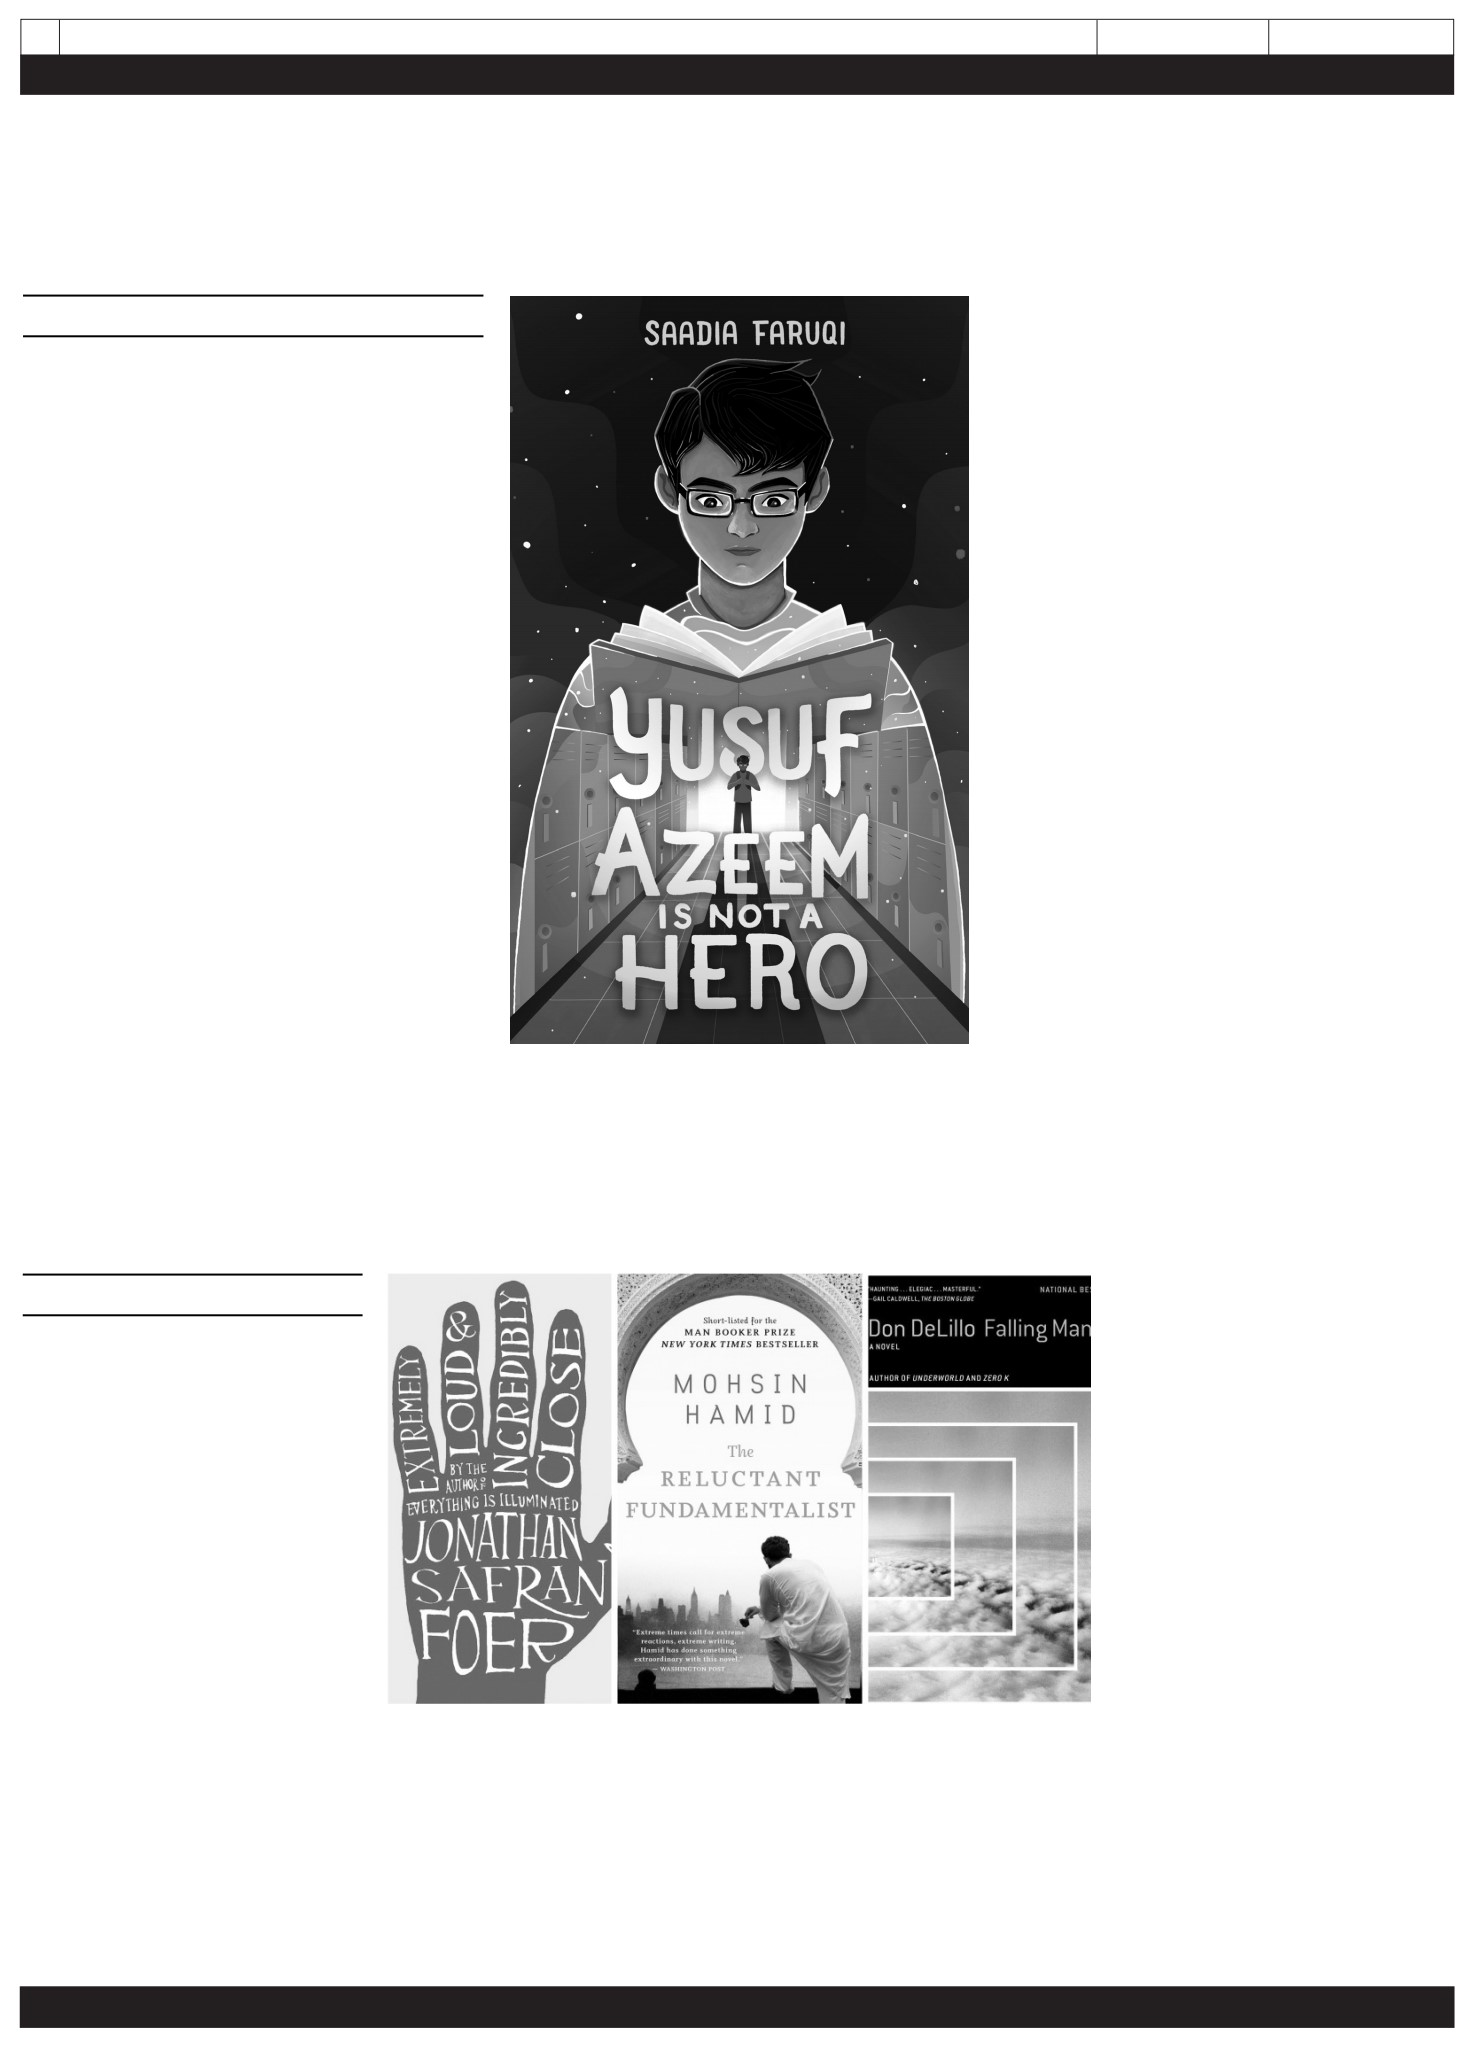 SAADIA FARUQI
YUSUF
AZEEM
IS NOT A
HERO
EXTREMELY
LOUD &
INCREDIBLY
CLOSE
BY THE
AUTHOR OF
EVERYTHING IS ILLUMINATED
JONATHAN
SAFRAN
FOER
Short-listed for the
MAN BOOKER PRIZE
NEW YORK TIMES BESTSELLER
MOHSIN
HAMID
The
RELUCTANT
FUNDAMENTALIST
"Extreme times call for extreme
reactions, extreme writing.
Hamid has done something
extraordinary with this novel."
— WASHINGTON POST
"HAUNTING . . . ELEGIAC . . . MASTERFUL."
—GAIL CALDWELL, THE BOSTON GLOBE
NATIONAL BES
Don DeLillo Falling Man
A NOVEL
AUTHOR OF UNDERWORLD AND ZERO K